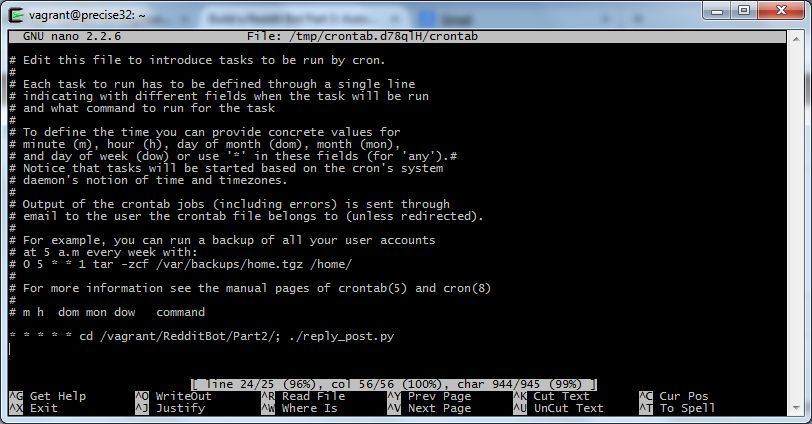 vagrant@precise32: ~
GNU nano 2.2.6 File: /tmp/crontab.d78qlH/crontab
# Edit this file to introduce tasks to be run by cron.
#
# Each task to run has to be defined through a single line
# indicating with different fields when the task will be run
# and what command to run for the task
#
# To define the time you can provide concrete values for
# minute (m), hour (h), day of month (dom), month (mon),
# and day of week (dow) or use '*' in these fields (for 'any').#
# Notice that tasks will be started based on the cron's system
# daemon's notion of time and timezones.
#
# Output of the crontab jobs (including errors) is sent through
# email to the user the crontab file belongs to (unless redirected).
#
# For example, you can run a backup of all your user accounts
# at 5 a.m every week with:
# 0 5 * * 1 tar -zcf /var/backups/home.tgz /home/
#
# For more information see the manual pages of crontab(5) and cron(8)
#
# m h  dom mon dow   command
* * * * * cd /vagrant/RedditBot/Part2/; ./reply_post.py
[ line 24/25 (96%), col 56/56 (100%), char 944/945 (99%) ]
^G Get Help ^O WriteOut ^R Read File ^Y Prev Page ^K Cut Text ^C Cur Pos
^X Exit ^J Justify ^W Where Is ^V Next Page ^U UnCut Text ^T To Spell